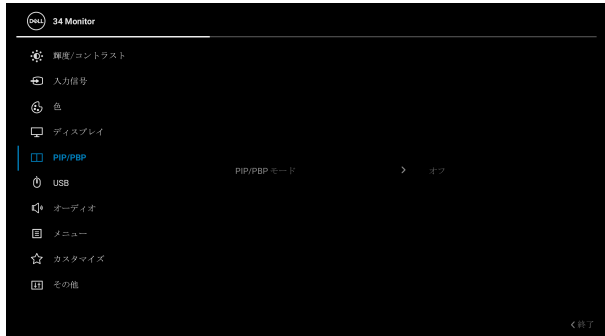 DELL 34 Monitor
輝度/コントラスト
入力信号
色
ディスプレイ
PIP/PBP
PIP/PBP モード オフ
USB
オーディオ
メニュー
カスタマイズ
その他
終了